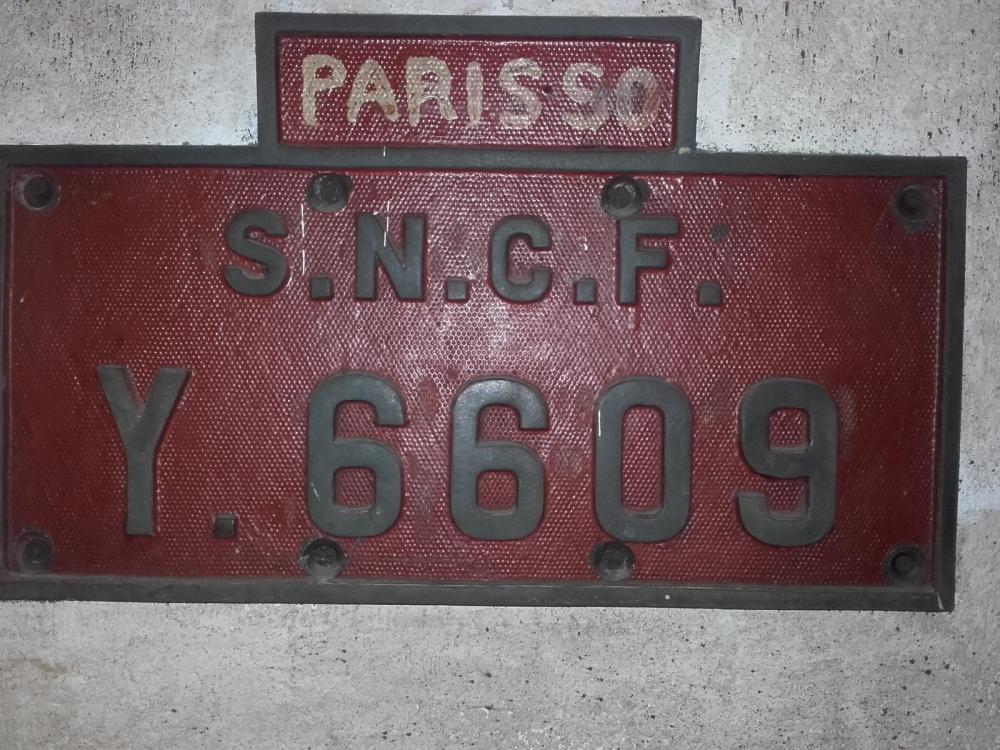 PARIS SO
S.N.C.F.
Y. 6609